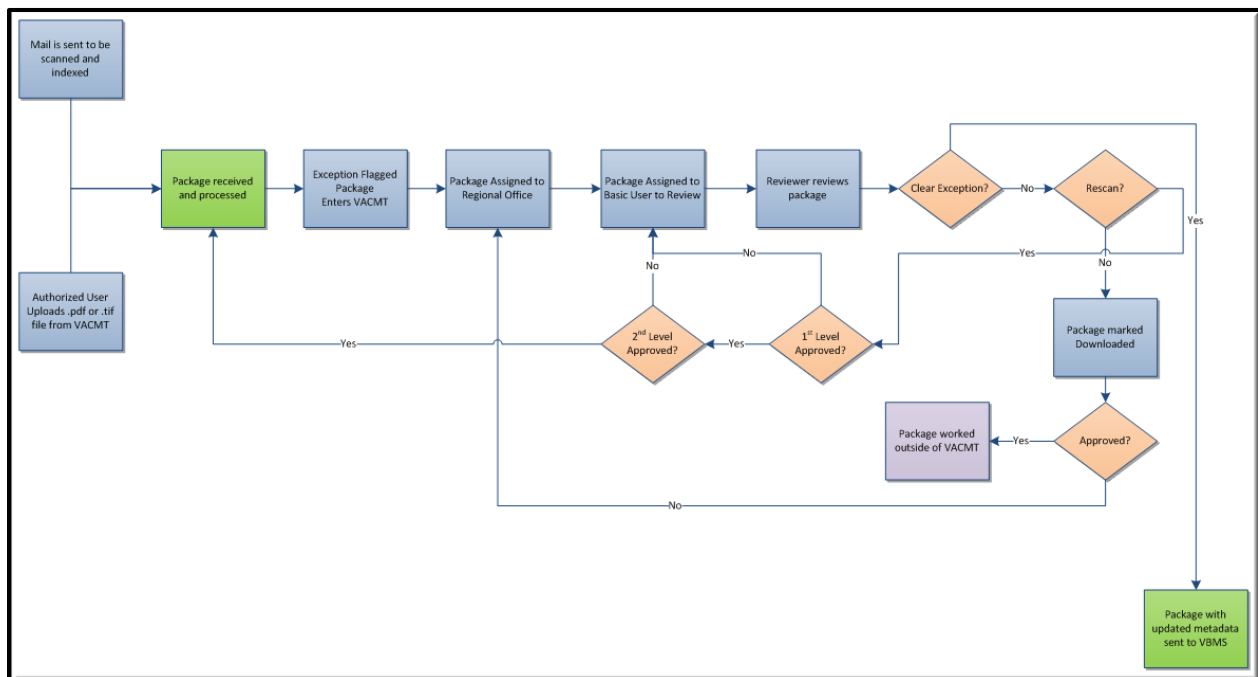 Mail is sent to be
scanned and
indexed
Package received
and processed
Exception Flagged
Package
Enters VACMT
Package Assigned to
Regional Office
Package Assigned to
Basic User to Review
Reviewer reviews
package
Clear Exception?
No
Rescan?
Yes
Yes
No
No
No
Authorized User
Uploads .pdf or .tif
file from VACMT
Yes
2nd Level
Approved?
Yes
1st Level
Approved?
Package marked
Downloaded
Package worked
outside of VACMT
Yes
Approved?
No
Package with
updated metadata
sent to VBMS